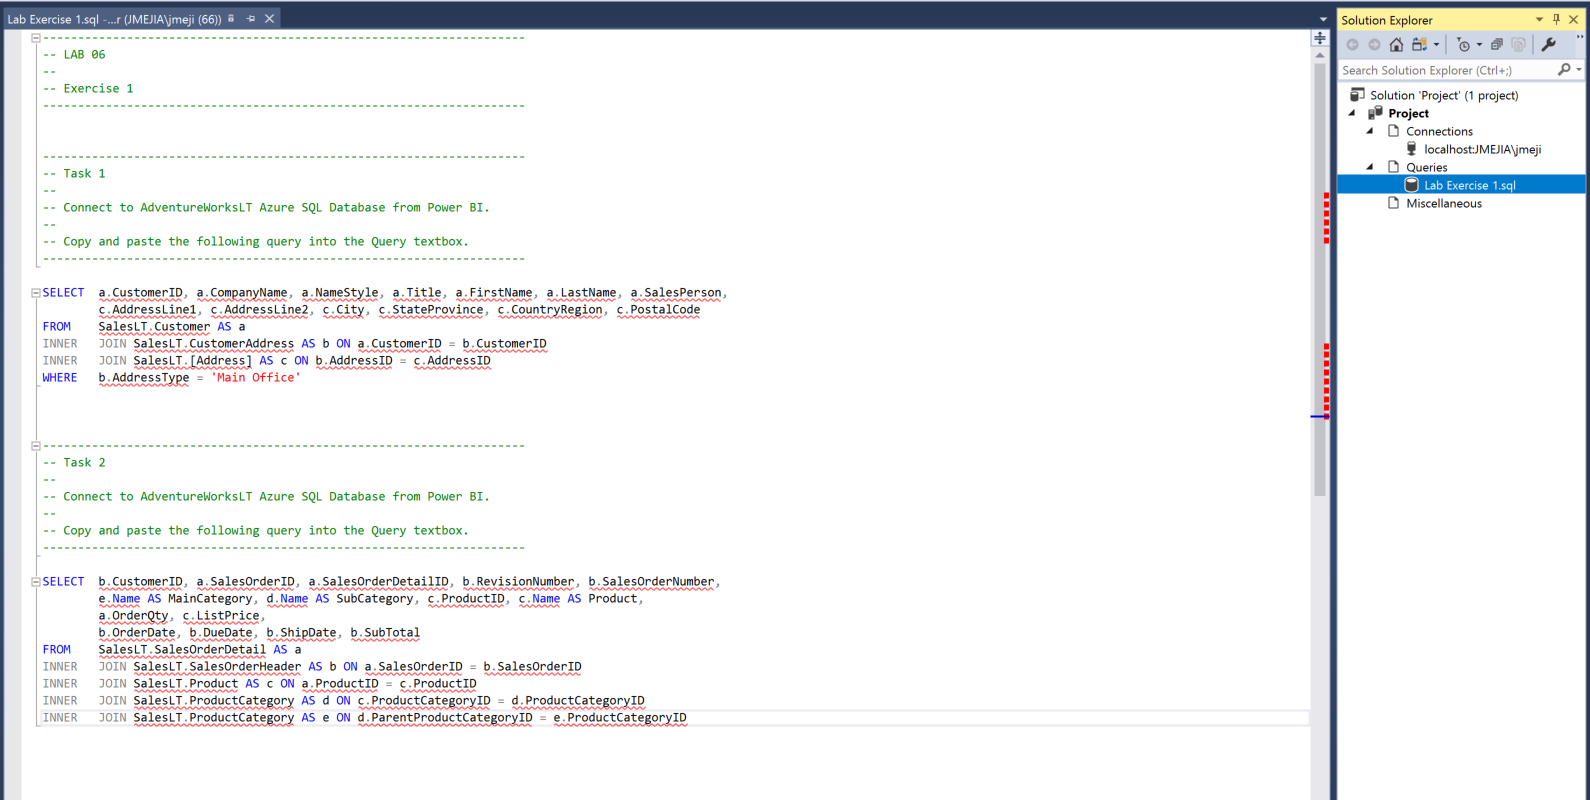 Lab Exercise 1.sql -...r (JMEJIA\jmeji (66))
-----------------------------------------------------------------------
-- LAB 06
--
-- Exercise 1
-----------------------------------------------------------------------
-----------------------------------------------------------------------
-- Task 1
--
-- Connect to AdventureWorksLT Azure SQL Database from Power BI.
--
-- Copy and paste the following query into the Query textbox.
-----------------------------------------------------------------------
SELECT  a.CustomerID, a.CompanyName, a.NameStyle, a.Title, a.FirstName, a.LastName, a.SalesPerson,
        c.AddressLine1, c.AddressLine2, c.City, c.StateProvince, c.CountryRegion, c.PostalCode
FROM    SalesLT.Customer AS a
INNER   JOIN SalesLT.CustomerAddress AS b ON a.CustomerID = b.CustomerID
INNER   JOIN SalesLT.[Address] AS c ON b.AddressID = c.AddressID
WHERE   b.AddressType = 'Main Office'
-----------------------------------------------------------------------
-- Task 2
--
-- Connect to AdventureWorksLT Azure SQL Database from Power BI.
--
-- Copy and paste the following query into the Query textbox.
-----------------------------------------------------------------------
SELECT  b.CustomerID, a.SalesOrderID, a.SalesOrderDetailID, b.RevisionNumber, b.SalesOrderNumber,
        e.Name AS MainCategory, d.Name AS SubCategory, c.ProductID, c.Name AS Product,
        a.OrderQty, c.ListPrice,
        b.OrderDate, b.DueDate, b.ShipDate, b.SubTotal
FROM    SalesLT.SalesOrderDetail AS a
INNER   JOIN SalesLT.SalesOrderHeader AS b ON a.SalesOrderID = b.SalesOrderID
INNER   JOIN SalesLT.Product AS c ON a.ProductID = c.ProductID
INNER   JOIN SalesLT.ProductCategory AS d ON c.ProductCategoryID = d.ProductCategoryID
INNER   JOIN SalesLT.ProductCategory AS e ON d.ParentProductCategoryID = e.ProductCategoryID
Solution Explorer
Search Solution Explorer (Ctrl+;)
Solution 'Project' (1 project)
Project
Connections
localhost:JMEJIA\jmeji
Queries
Lab Exercise 1.sql
Miscellaneous